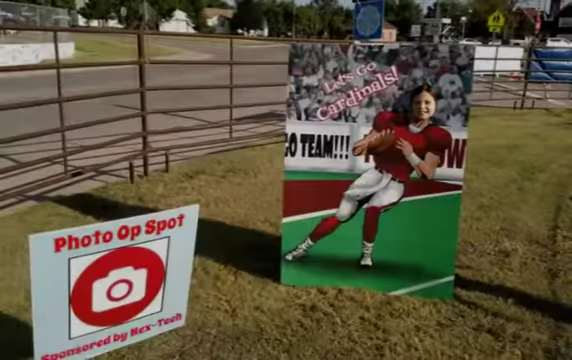 Let's Go
Cardinals!
GO TEAM!!!
W
Photo Op Spot
Sponsored by Nex-Tech